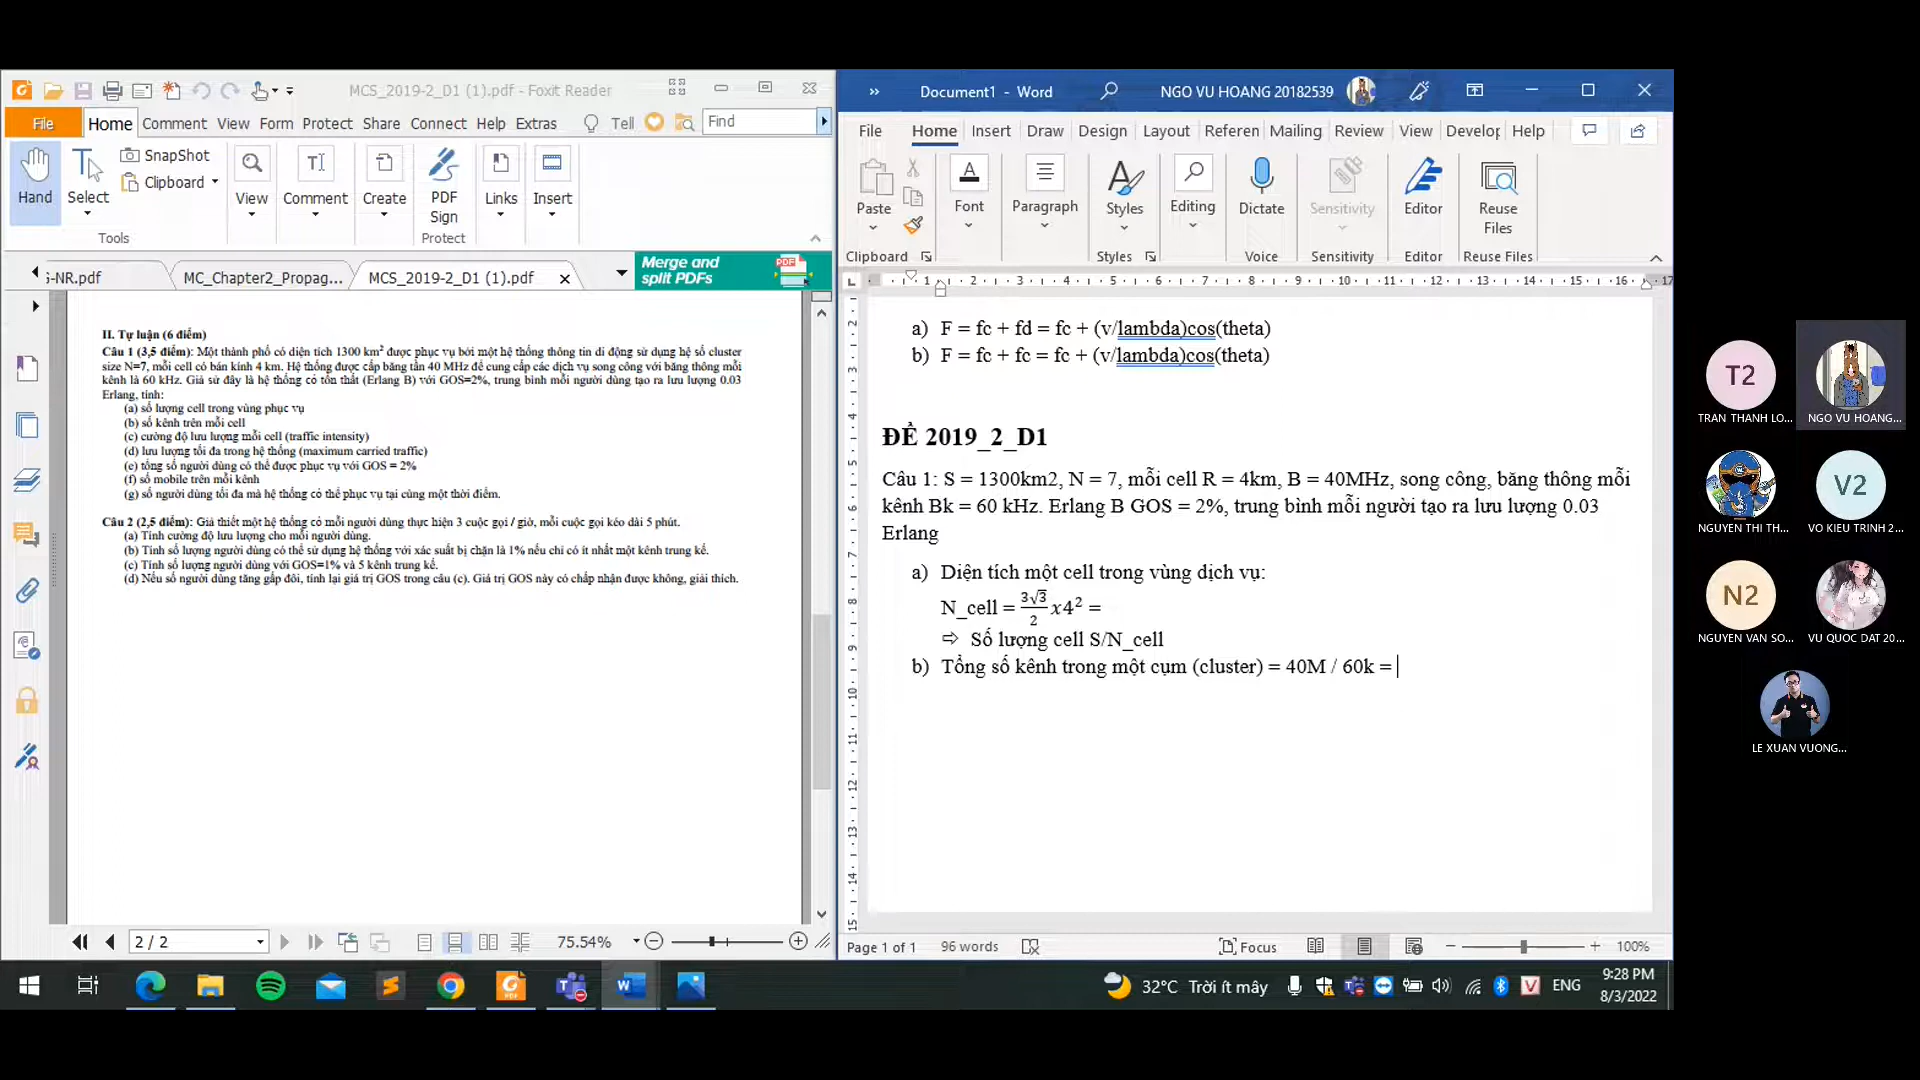 MCS_2019-2_D1 (1).pdf - Foxit Reader
File Home Comment View Form Protect Share Connect Help Extras Tell Find
Hand
Select
SnapShot
Clipboard
View
Comment
Create
PDF
Sign
Links
Insert
Tools
Protect
-NR.pdf
MC_Chapter2_Propag...
MCS_2019-2_D1 (1).pdf
Merge and
split PDFs
PDF
II. Tự luận (6 điểm)
Câu 1 (3,5 điểm): Một thành phố có diện tích 1300 km² được phục vụ bởi một hệ thống thông tin di động sử dụng hệ số cluster
size N=7, mỗi cell có bán kính 4 km. Hệ thống được cấp băng tần 40 MHz để cung cấp các dịch vụ song công với băng thông mỗi
kênh là 60 kHz. Giả sử đây là hệ thống có tổn thất (Erlang B) với GOS=2%, trung bình mỗi người dùng tạo ra lưu lượng 0.03
Erlang, tính:
(a) số lượng cell trong vùng phục vụ
(b) số kênh trên mỗi cell
(c) cường độ lưu lượng mỗi cell (traffic intensity)
(d) lưu lượng tối đa trong hệ thống (maximum carried traffic)
(e) tổng số người dùng có thể được phục vụ với GOS = 2%
(f) số mobile trên mỗi kênh
(g) số người dùng tối đa mà hệ thống có thể phục vụ tại cùng một thời điểm.
Câu 2 (2,5 điểm): Giả thiết một hệ thống có mỗi người dùng thực hiện 3 cuộc gọi / giờ, mỗi cuộc gọi kéo dài 5 phút.
(a) Tính cường độ lưu lượng cho mỗi người dùng.
(b) Tính số lượng người dùng có thể sử dụng hệ thống với xác suất bị chặn là 1% nếu chỉ có ít nhất một kênh trung kế.
(c) Tính số lượng người dùng với GOS=1% và 5 kênh trung kế.
(d) Nếu số người dùng tăng gấp đôi, tính lại giá trị GOS trong câu (c). Giá trị GOS này có chấp nhận được không, giải thích.
2 / 2
75.54%
Document1 - Word
NGO VU HOANG 20182539
File Home Insert Draw Design Layout Referen Mailing Review View Develop Help
Paste
Font
Paragraph
Styles
Editing
Dictate
Sensitivity
Editor
Reuse
Files
Clipboard
Styles
Voice
Sensitivity
Editor
Reuse Files
1 2 3 4 5 6 7 8 9 10 11 12 13 14 15 16 17
a) F = fc + fd = fc + (v/lambda)cos(theta)
b) F = fc + fc = fc + (v/lambda)cos(theta)
ĐỀ 2019_2_D1
Câu 1: S = 1300km2, N = 7, mỗi cell R = 4km, B = 40MHz, song công, băng thông mỗi
kênh Bk = 60 kHz. Erlang B GOS = 2%, trung bình mỗi người tạo ra lưu lượng 0.03
Erlang
a) Diện tích một cell trong vùng dịch vụ:
N_cell = 3√3/2 x4² =
⇨ Số lượng cell S/N_cell
b) Tổng số kênh trong một cụm (cluster) = 40M / 60k =
Page 1 of 1
96 words
Focus
100%
T2
TRAN THANH LO...
NGO VU HOANG...
NGUYEN THI TH...
V2
VO KIEU TRINH 2...
N2
NGUYEN VAN SO...
VU QUOC DAT 20...
LE XUAN VUONG...
32°C Trời ít mây
ENG
9:28 PM
8/3/2022